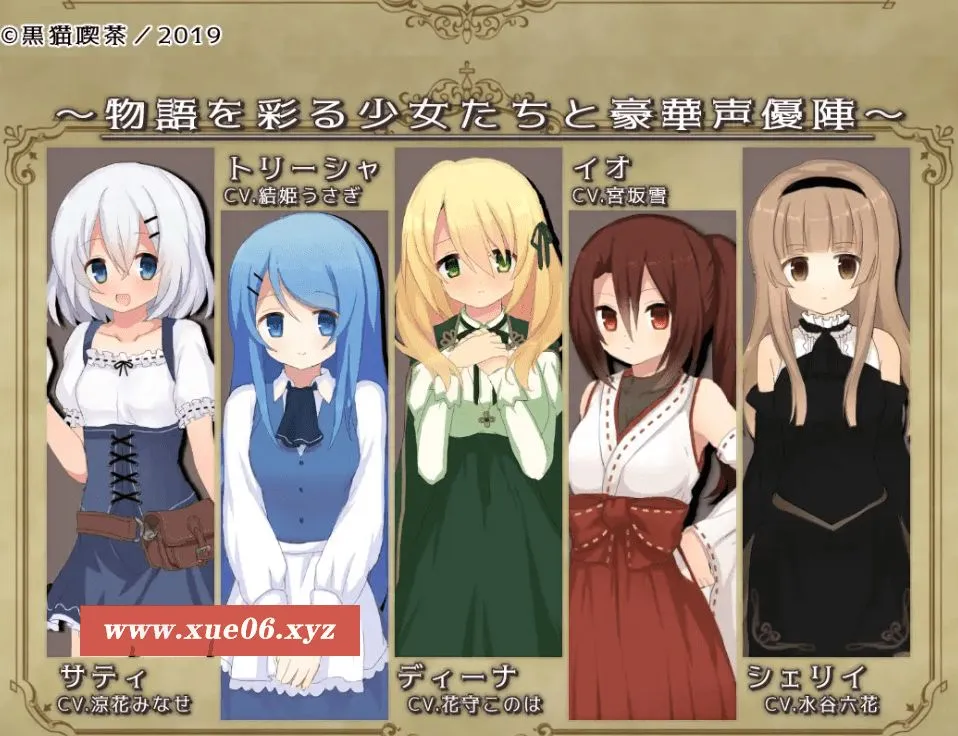 ©黒猫喫茶／2019
～物語を彩る少女たちと豪華声優陣～
トリーシャ
CV.結姫うさぎ
イオ
CV.宮坂雪
www.xue06.xyz
サティ
CV.涼花みなせ
ディーナ
CV.花守このは
シェリイ
CV.水谷六花